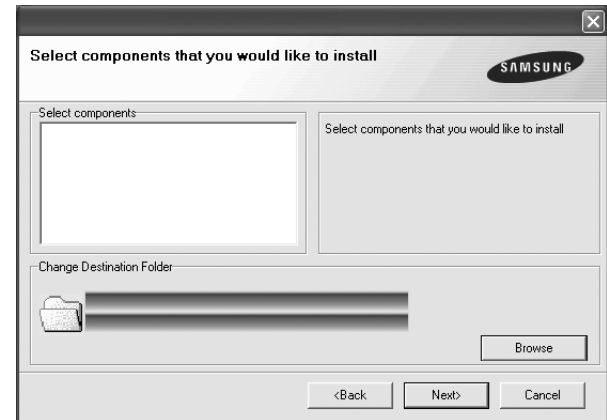 Select components that you would like to install
SAMSUNG
Select components
Select components that you would like to install
Change Destination Folder
Browse
<Back
Next>
Cancel